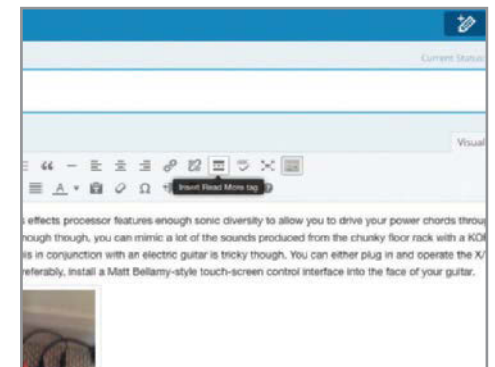 Current Status:
Visual
Insert Read More tag
s effects processor features enough sonic diversity to allow you to drive your power chords throu
nough though, you can mimic a lot of the sounds produced from the chunky floor rack with a KO
is in conjunction with an electric guitar is tricky though. You can either plug in and operate the X/
referably, install a Matt Bellamy-style touch-screen control interface into the face of your guitar.